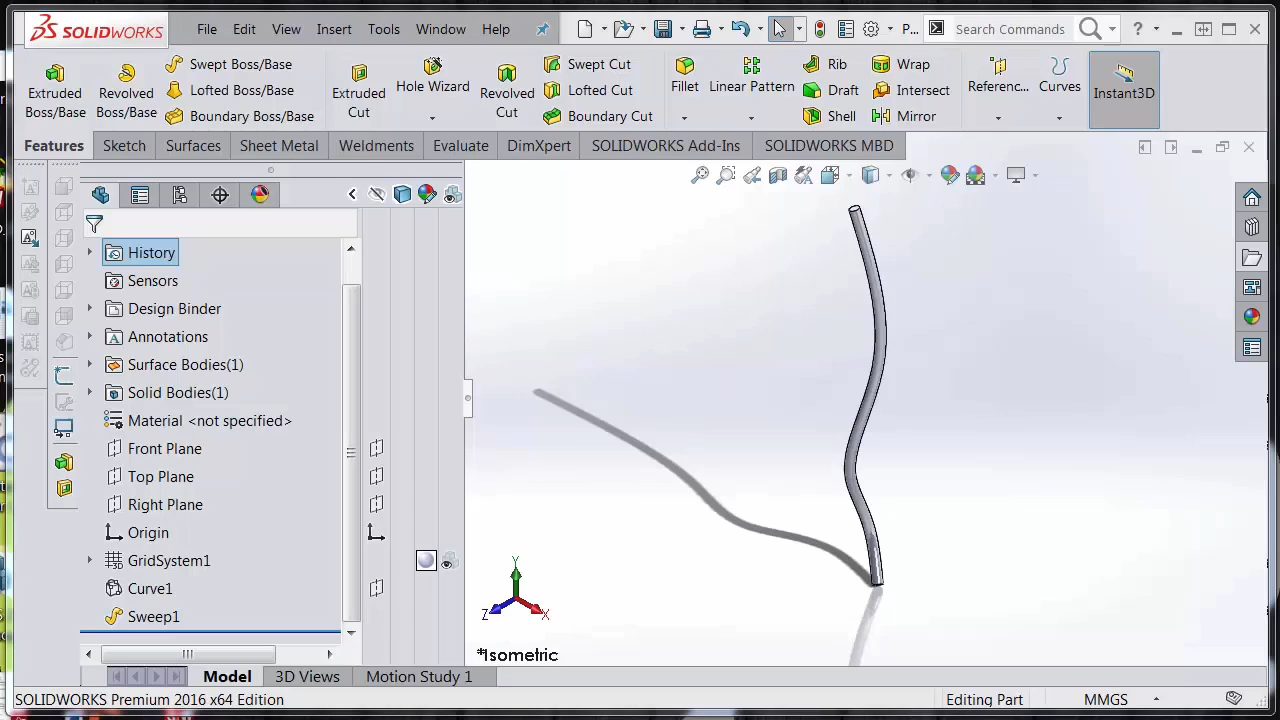 SOLIDWORKS File Edit View Insert Tools Window Help P... Search Commands ?
Extruded Boss/Base Revolved Boss/Base Swept Boss/Base Lofted Boss/Base Boundary Boss/Base Extruded Cut Hole Wizard Revolved Cut Swept Cut Lofted Cut Boundary Cut Fillet Linear Pattern Rib Draft Shell Wrap Intersect Mirror Referenc... Curves Instant3D
Features Sketch Surfaces Sheet Metal Weldments Evaluate DimXpert SOLIDWORKS Add-Ins SOLIDWORKS MBD
History
Sensors
Design Binder
Annotations
Surface Bodies(1)
Solid Bodies(1)
Material <not specified>
Front Plane
Top Plane
Right Plane
Origin
GridSystem1
Curve1
Sweep1
Y
Z
X
*Isometric
Model 3D Views Motion Study 1
SOLIDWORKS Premium 2016 x64 Edition Editing Part MMGS